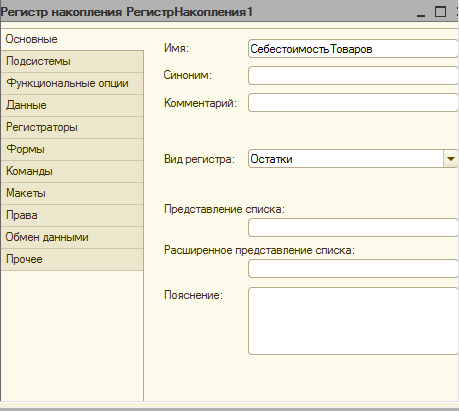 Регистр накопления РегистрНакопления1
Основные
Подсистемы
Функциональные опции
Данные
Регистраторы
Формы
Команды
Макеты
Права
Обмен данными
Прочее
Имя: СебестоимостьТоваров
Синоним:
Комментарий:
Вид регистра: Остатки
Представление списка:
Расширенное представление списка:
Пояснение: